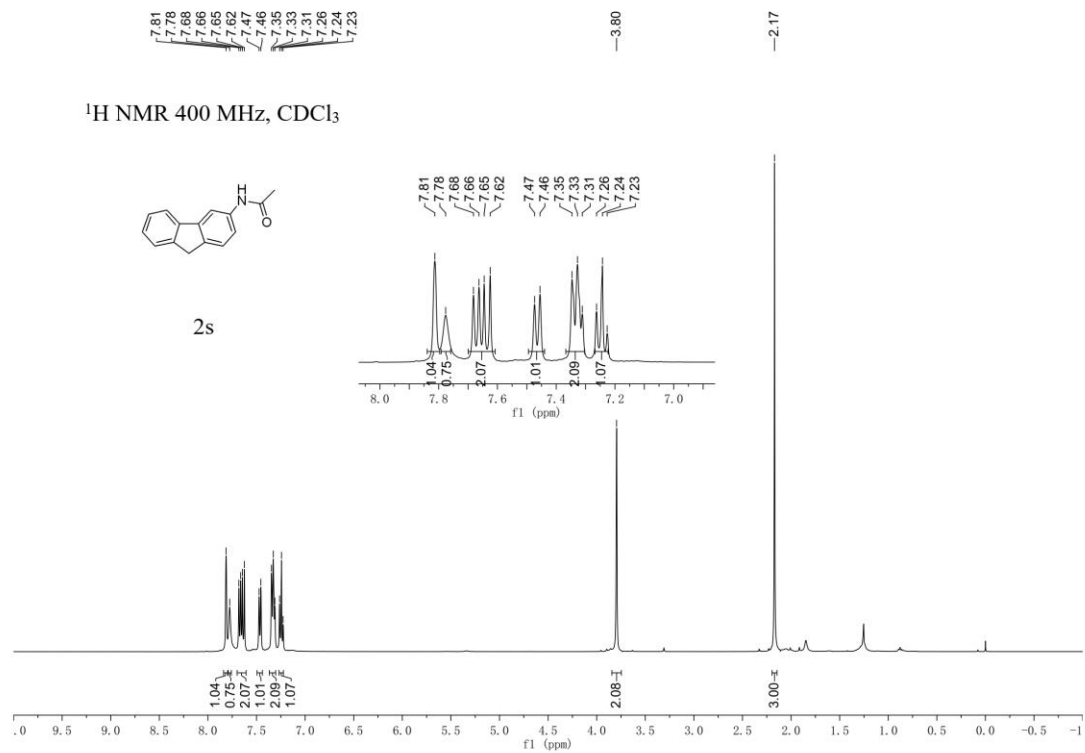 7.81 7.78 7.68 7.66 7.65 7.62 7.47 7.46 7.35 7.33 7.31 7.26 7.24 7.23
3.80
2.17
¹H NMR 400 MHz, CDCl₃
H
N
O
2s
7.81 7.78 7.68 7.66 7.65 7.62 7.47 7.46 7.35 7.33 7.31 7.26 7.24 7.23
1.04 0.75 2.07 1.01 2.09 1.07
8.0 7.8 7.6 7.4 7.2 7.0
f1 (ppm)
1.04 0.75 2.07 1.01 2.09 1.07 2.08 3.00
9.5 9.0 8.5 8.0 7.5 7.0 6.5 6.0 5.5 5.0 4.5 4.0 3.5 3.0 2.5 2.0 1.5 1.0 0.5 0.0 -0.5
f1 (ppm)